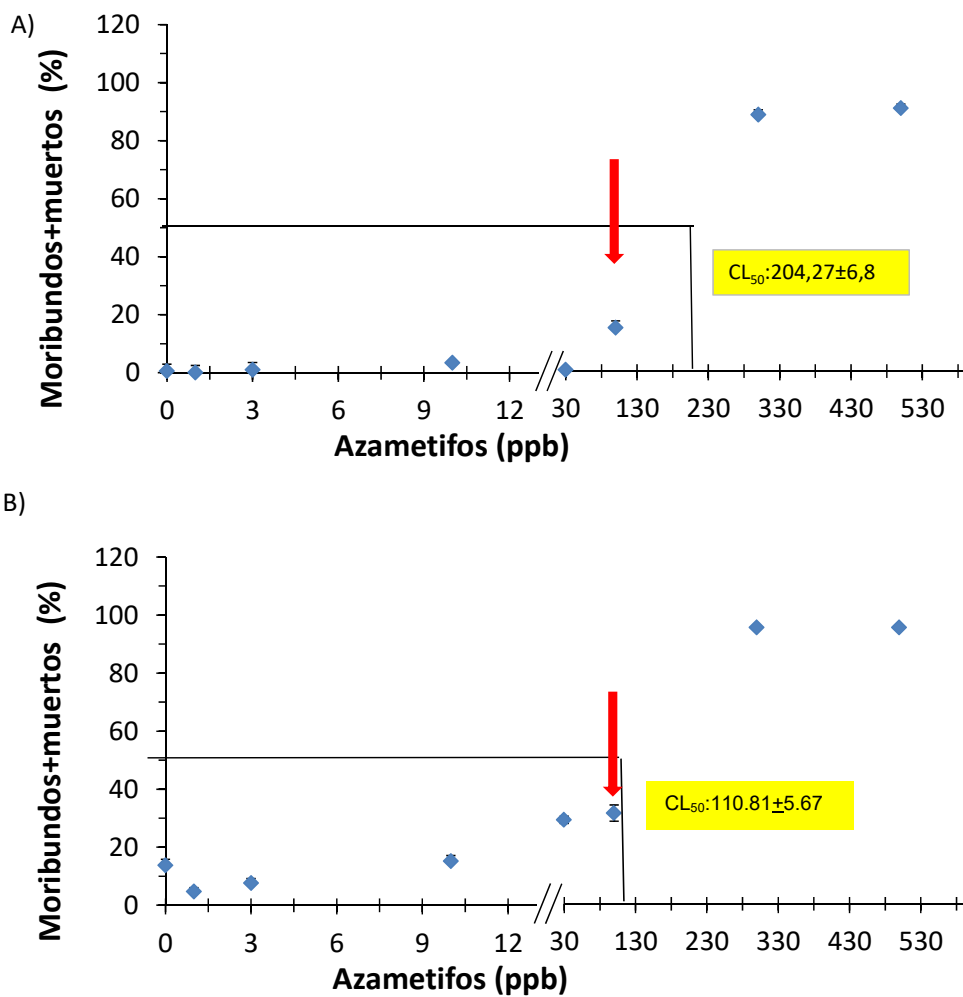 A)
120
100
80
60
40
20
0
Moribundos+muertos (%)
CL50:204,27±6,8
0 3 6 9 12 30 130 230 330 430 530
Azametifos (ppb)
B)
120
100
80
60
40
20
0
Moribundos+muertos (%)
CL50:110.81±5.67
0 3 6 9 12 30 130 230 330 430 530
Azametifos (ppb)